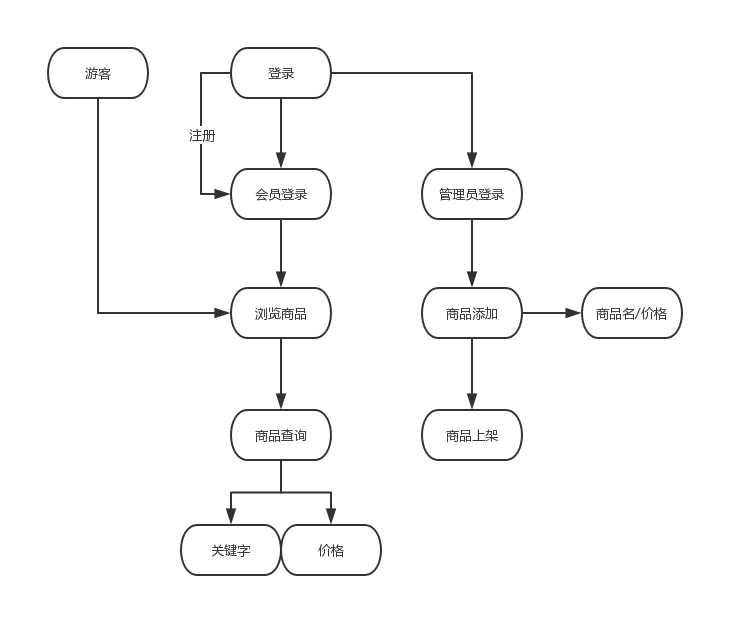 游客
登录
注册
会员登录
管理员登录
浏览商品
商品添加
商品名/价格
商品查询
商品上架
关键字
价格